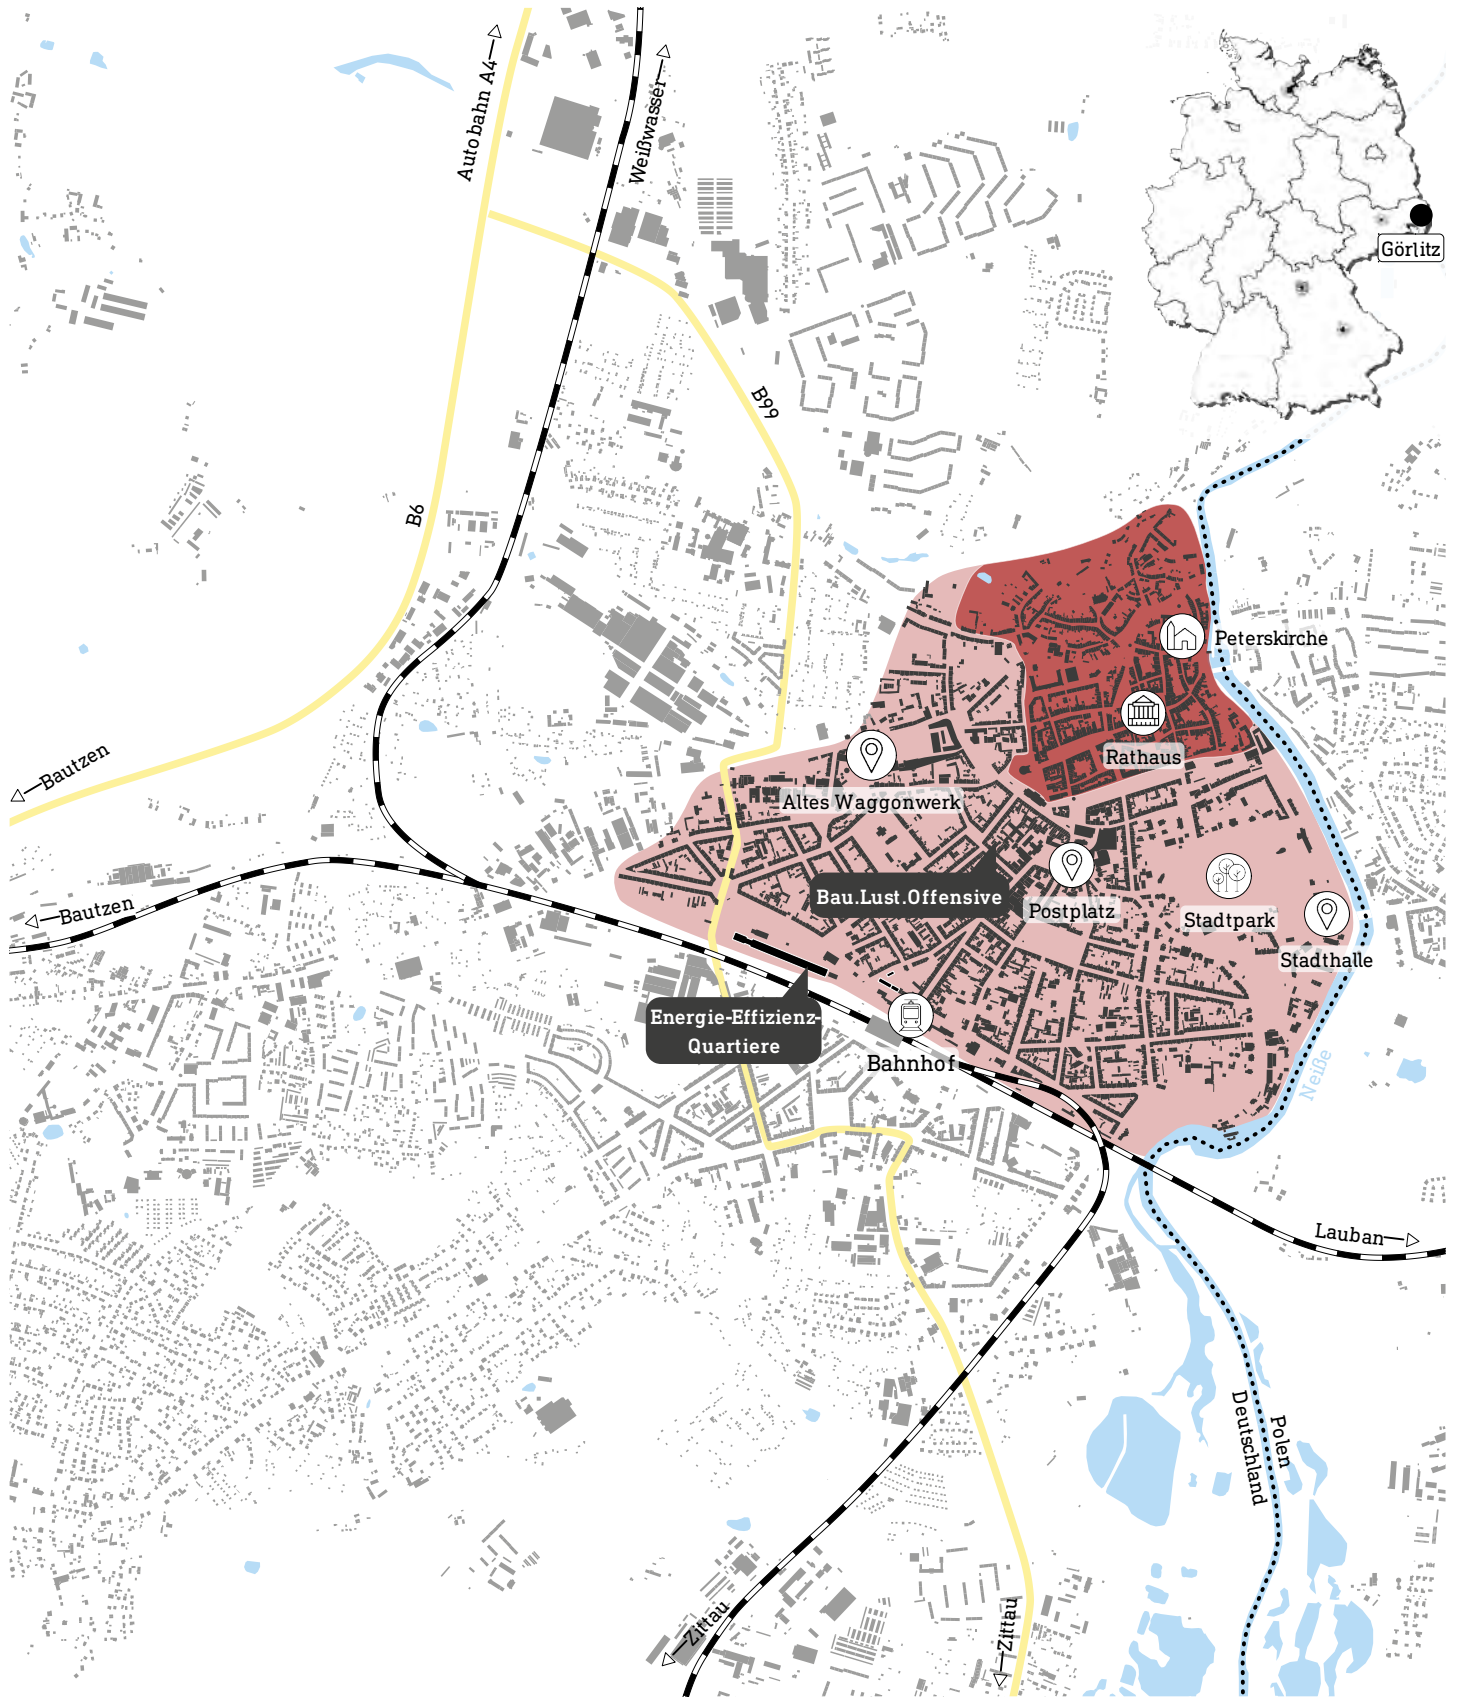 Autobahn A4
Weißwasser
Görlitz
B99
B6
Peterskirche
Rathaus
Bautzen
Altes Waggonwerk
Bau.Lust.Offensive
Postplatz
Stadtpark
Bautzen
Stadthalle
Energie-Effizienz-
Quartiere
Bahnhof
Neiße
Lauban
Polen
Deutschland
Zittau
Zittau